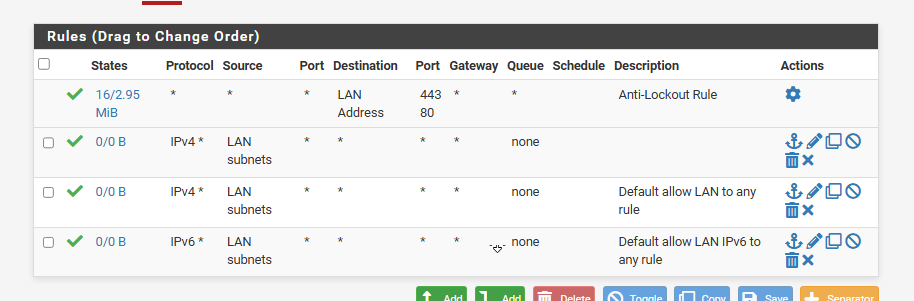 Rules (Drag to Change Order)
States Protocol Source Port Destination Port Gateway Queue Schedule Description Actions
16/2.95 * * * LAN 443 * * Anti-Lockout Rule
MiB Address 80
0/0 B IPv4 * LAN * * * * none
subnets
0/0 B IPv4 * LAN * * * * none Default allow LAN to any
subnets rule
0/0 B IPv6 * LAN * * * * none Default allow LAN IPv6 to
subnets any rule
Add Add Delete Toggle Copy Save Separator